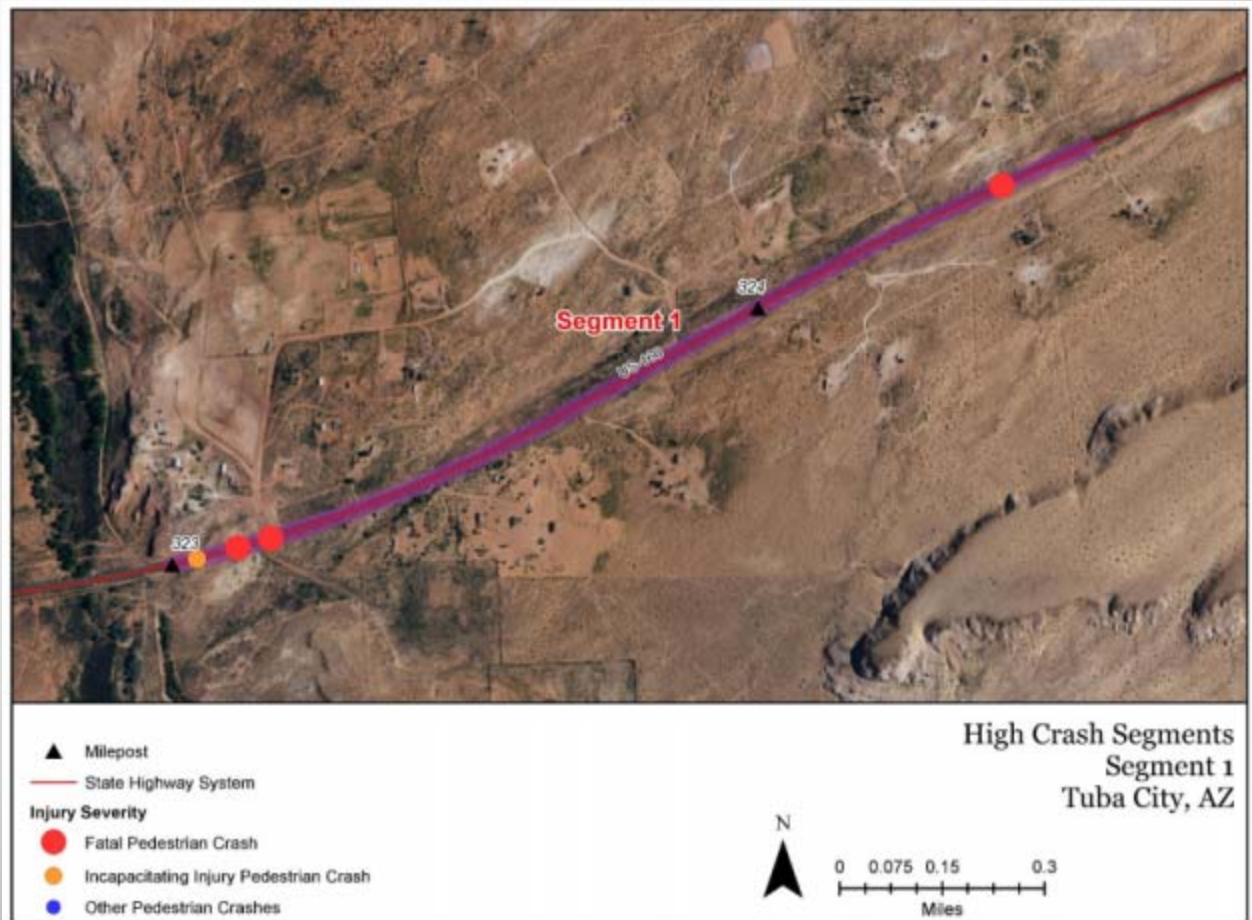 324
Segment 1
323
High Crash Segments
Segment 1
Tuba City, AZ
Milepost
State Highway System
Injury Severity
Fatal Pedestrian Crash
Incapacitating Injury Pedestrian Crash
Other Pedestrian Crashes
N
0 0.075 0.15 0.3
Miles